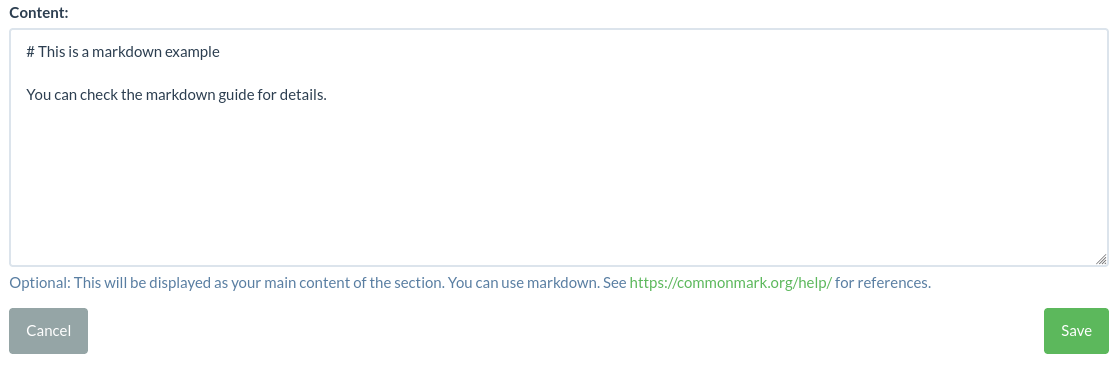 Content:
# This is a markdown example
You can check the markdown guide for details.
Optional: This will be displayed as your main content of the section. You can use markdown. See https://commonmark.org/help/ for references.
Cancel
Save